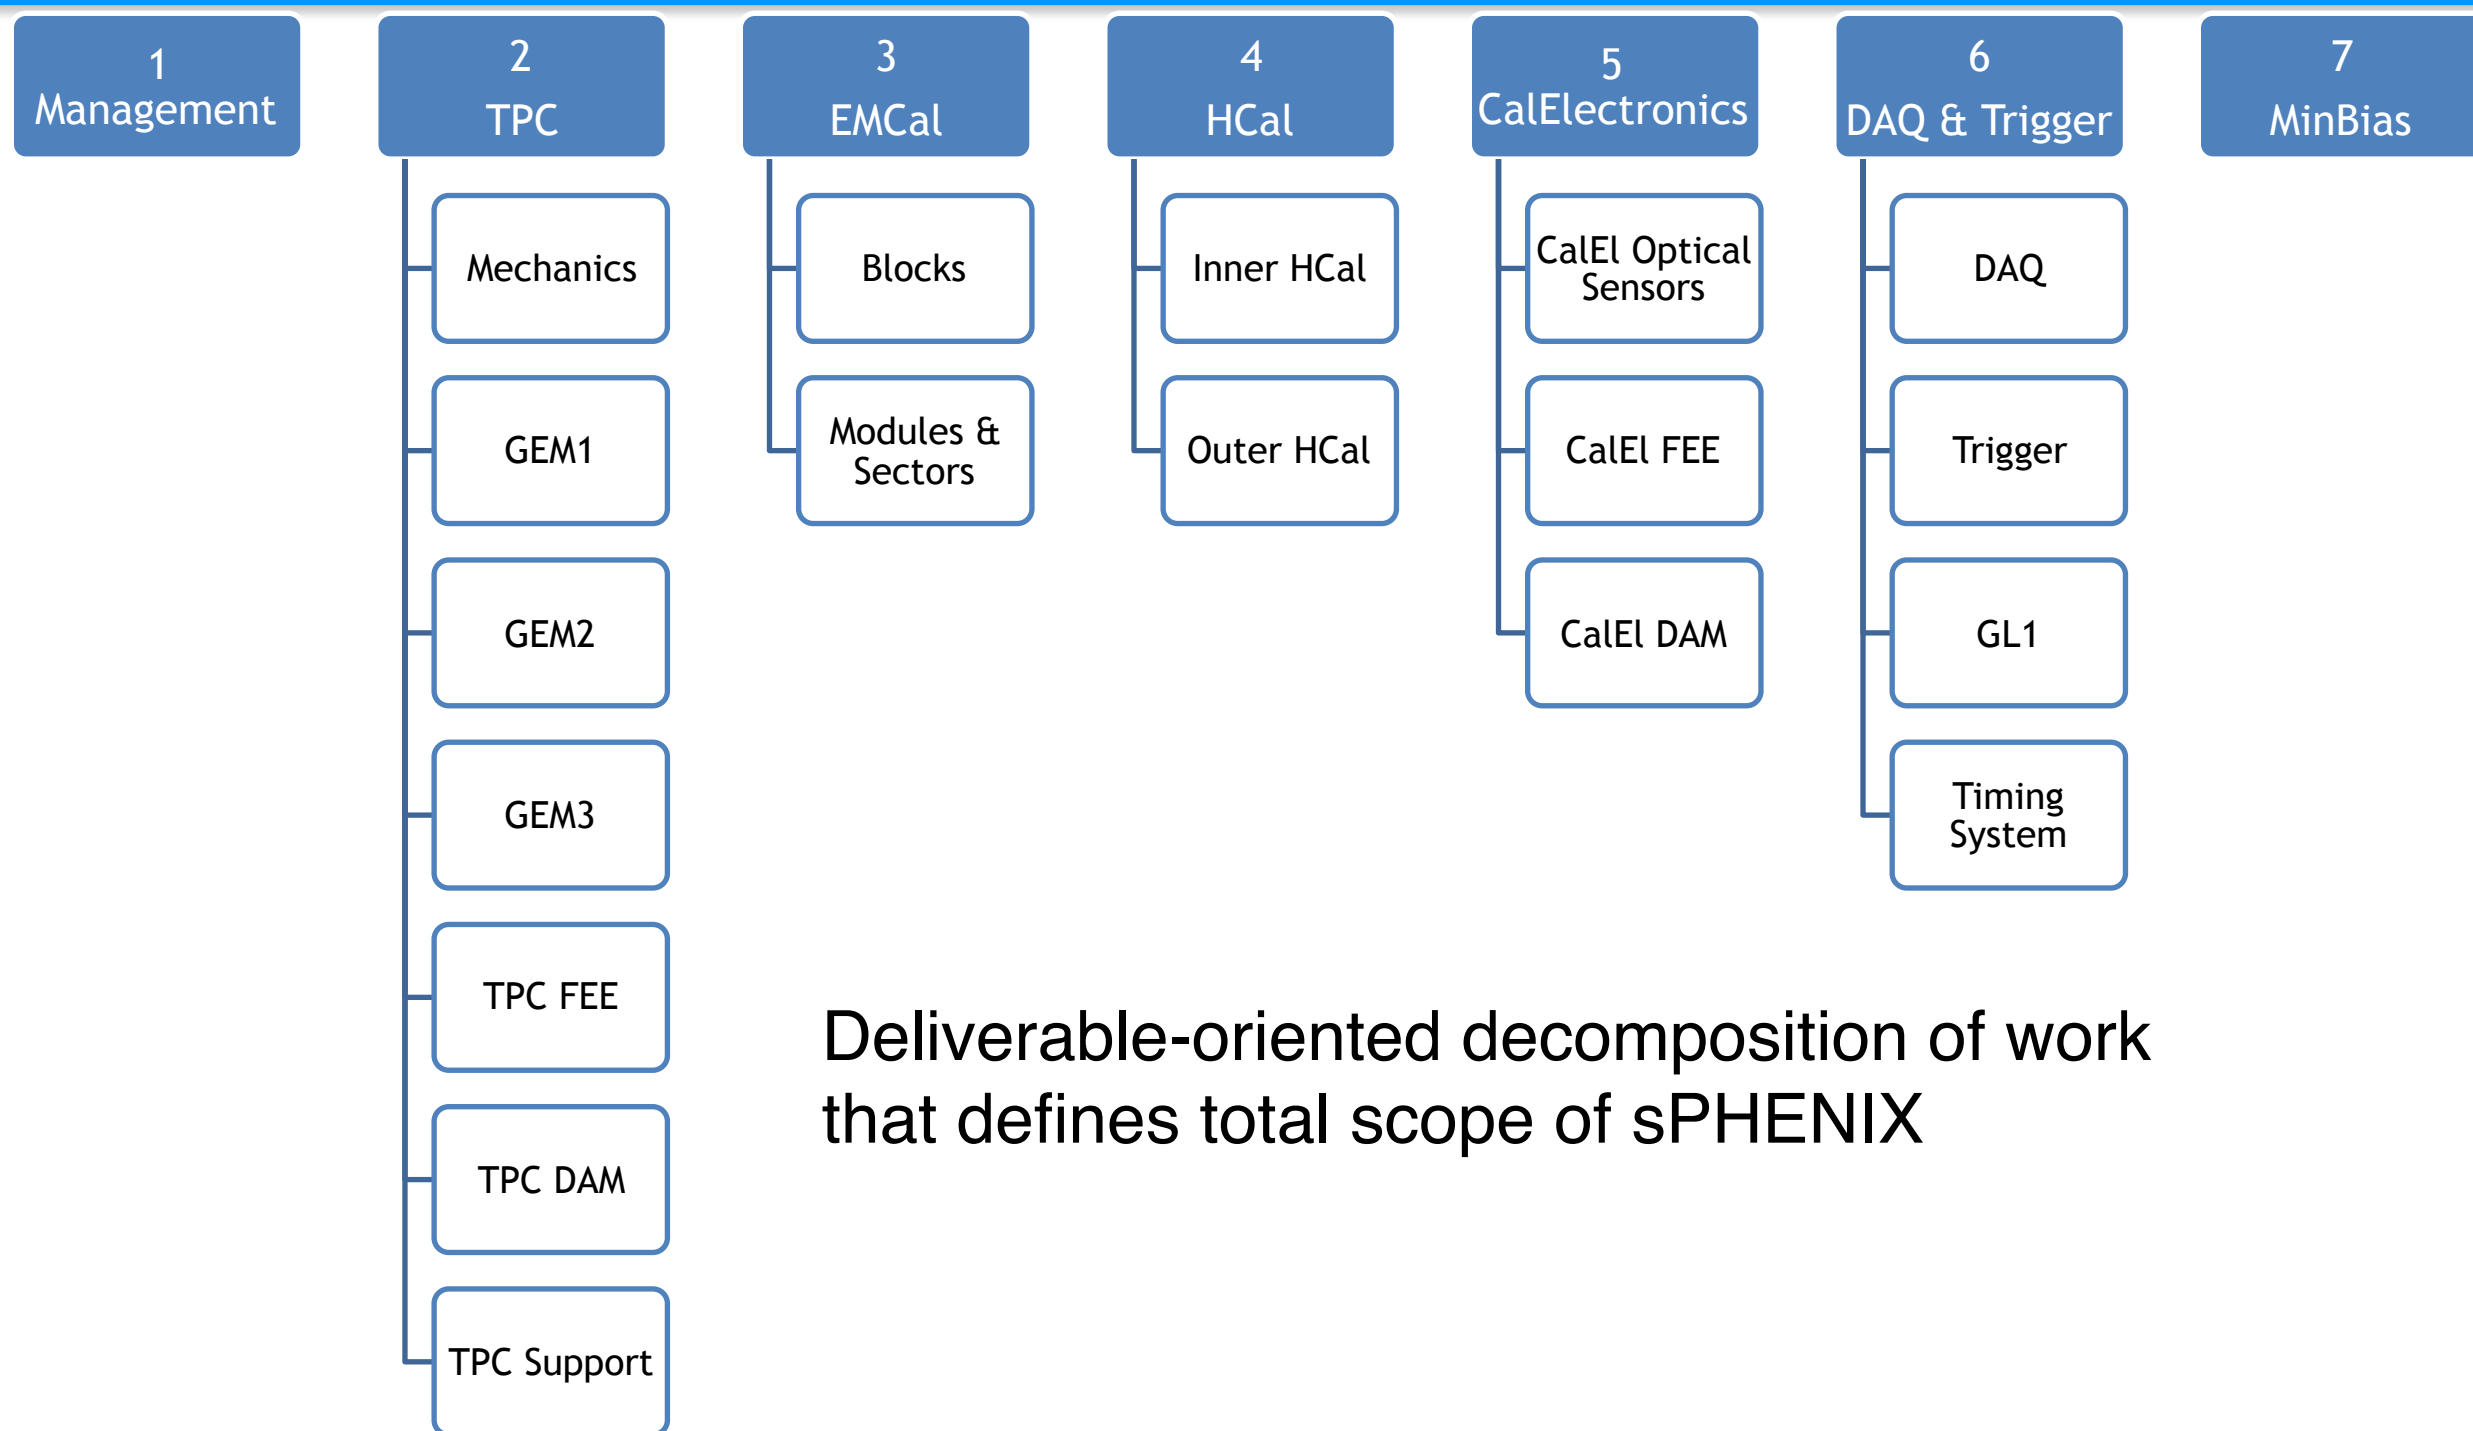 1
Management
2
TPC
Mechanics
GEM1
GEM2
GEM3
TPC FEE
TPC DAM
TPC Support
3
EMCal
Blocks
Modules &
Sectors
4
HCal
Inner HCal
Outer HCal
5
CalElectronics
CalEl Optical
Sensors
CalEl FEE
CalEl DAM
6
DAQ & Trigger
DAQ
Trigger
GL1
Timing
System
7
MinBias
Deliverable-oriented decomposition of work
that defines total scope of sPHENIX